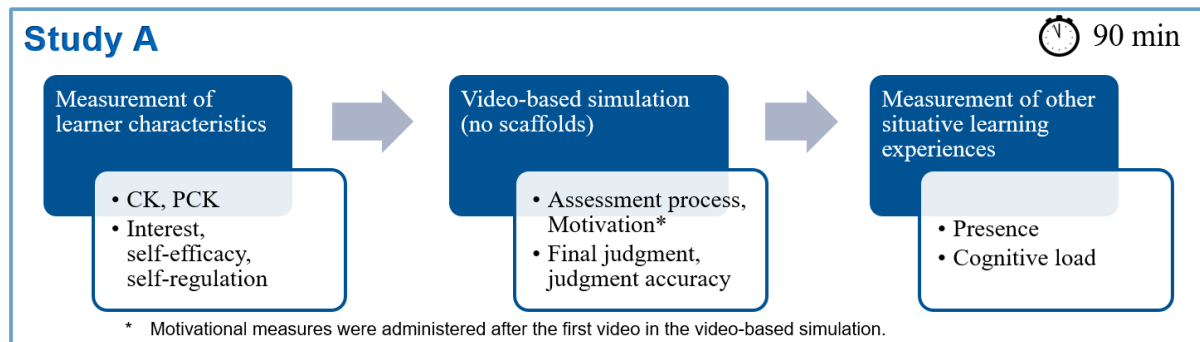 Study A
90 min
Measurement of
learner characteristics
• CK, PCK
• Interest,
self-efficacy,
self-regulation
Video-based simulation
(no scaffolds)
• Assessment process,
Motivation*
• Final judgment,
judgment accuracy
Measurement of other
situative learning
experiences
• Presence
• Cognitive load
* Motivational measures were administered after the first video in the video-based simulation.